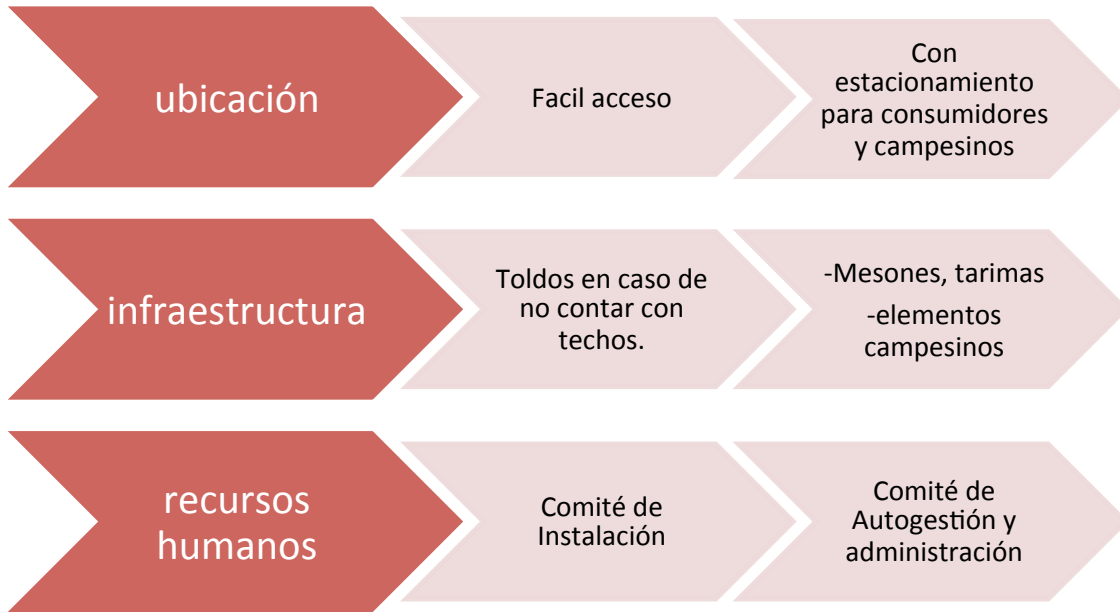 ubicación
Facil acceso
Con
estacionamiento
para consumidores
y campesinos
infraestructura
Toldos en caso de
no contar con
techos.
-Mesones, tarimas
-elementos
campesinos
recursos
humanos
Comité de
Instalación
Comité de
Autogestión y
administración